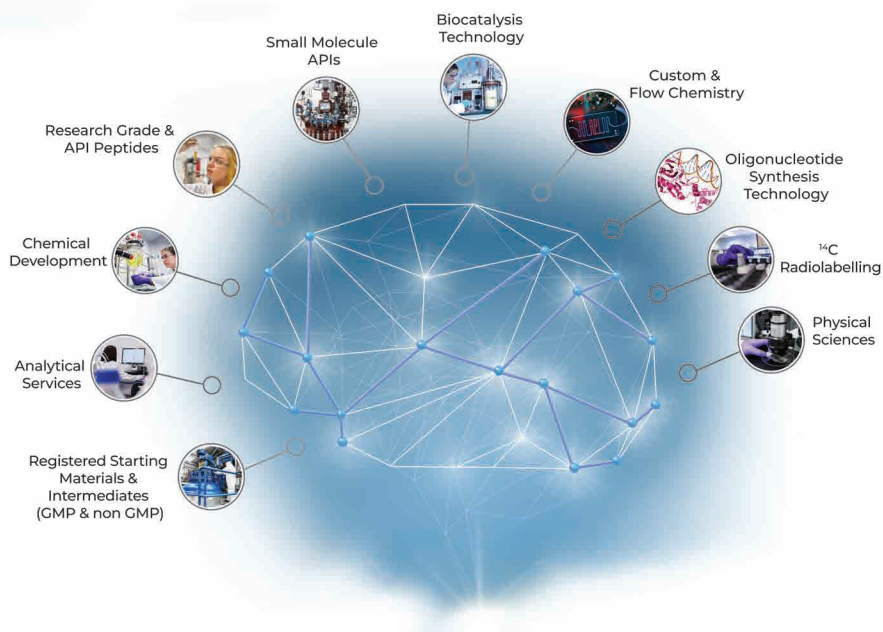 Biocatalysis
Technology
Small Molecule
APIs
Custom &
Flow Chemistry
Research Grade &
API Peptides
Oligonucleotide
Synthesis
Technology
Chemical
Development
¹⁴C
Radiolabelling
Physical
Sciences
Analytical
Services
Registered Starting
Materials &
Intermediates
(GMP & non GMP)